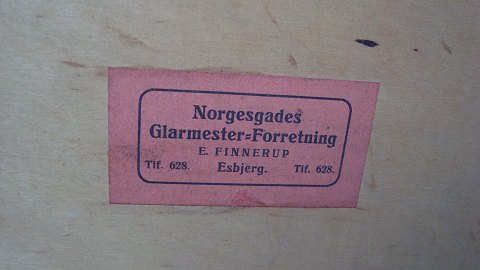 Norgesgades
Glarmester=Forretning
E. FINNERUP
Tlf. 628. Esbjerg. Tlf. 628.